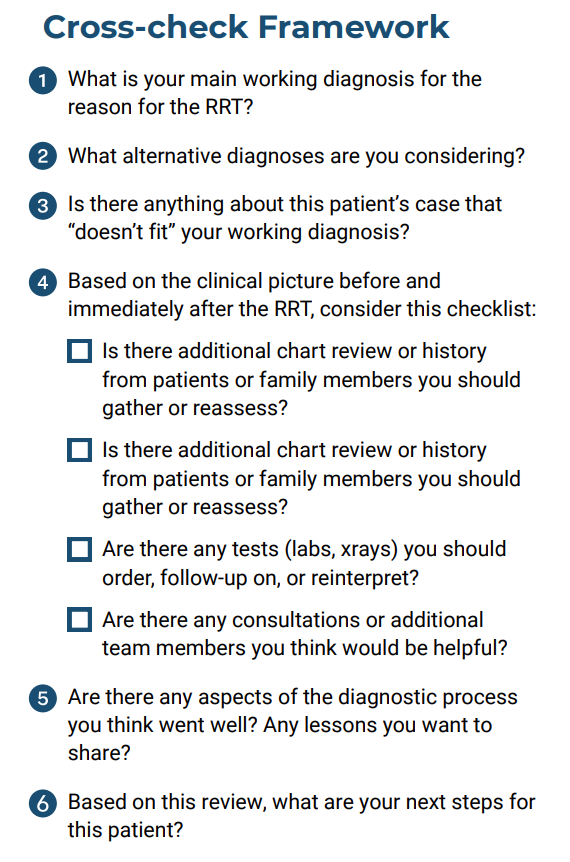 Cross-check Framework
1 What is your main working diagnosis for the
reason for the RRT?
2 What alternative diagnoses are you considering?
3 Is there anything about this patient’s case that
“doesn’t fit” your working diagnosis?
4 Based on the clinical picture before and
immediately after the RRT, consider this checklist:
Is there additional chart review or history
from patients or family members you should
gather or reassess?
Is there additional chart review or history
from patients or family members you should
gather or reassess?
Are there any tests (labs, xrays) you should
order, follow-up on, or reinterpret?
Are there any consultations or additional
team members you think would be helpful?
5 Are there any aspects of the diagnostic process
you think went well? Any lessons you want to
share?
6 Based on this review, what are your next steps for
this patient?